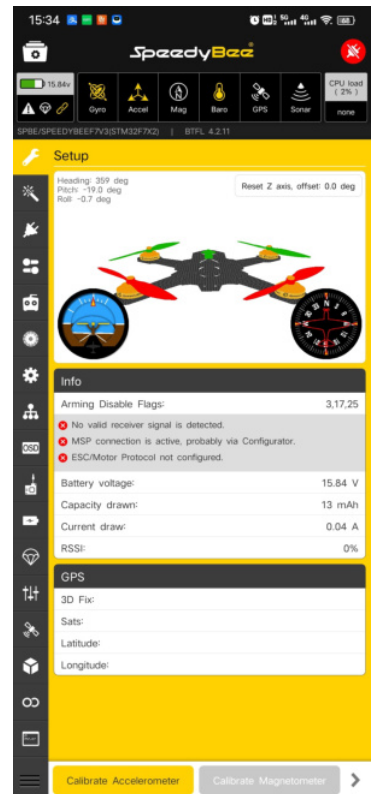 15:34
5G
4G
SpeedyBee
15.84v
Gyro
Accel
Mag
Baro
GPS
Sonar
CPU load
( 2% )
none
SPBE/SPEEDYBEEF7V3(STM32F7X2) | BTFL 4.2.11
Setup
Heading: 359 deg
Pitch: -19.0 deg
Roll: -0.7 deg
Reset Z axis, offset: 0.0 deg
N
E
S
W
Info
Arming Disable Flags: 3,17,25
No valid receiver signal is detected.
MSP connection is active, probably via Configurator.
ESC/Motor Protocol not configured.
Battery voltage: 15.84 V
Capacity drawn: 13 mAh
Current draw: 0.04 A
RSSI: 0%
OSD
GPS
3D Fix:
Sats:
Latitude:
Longitude:
Calibrate Accelerometer
Calibrate Magnetometer